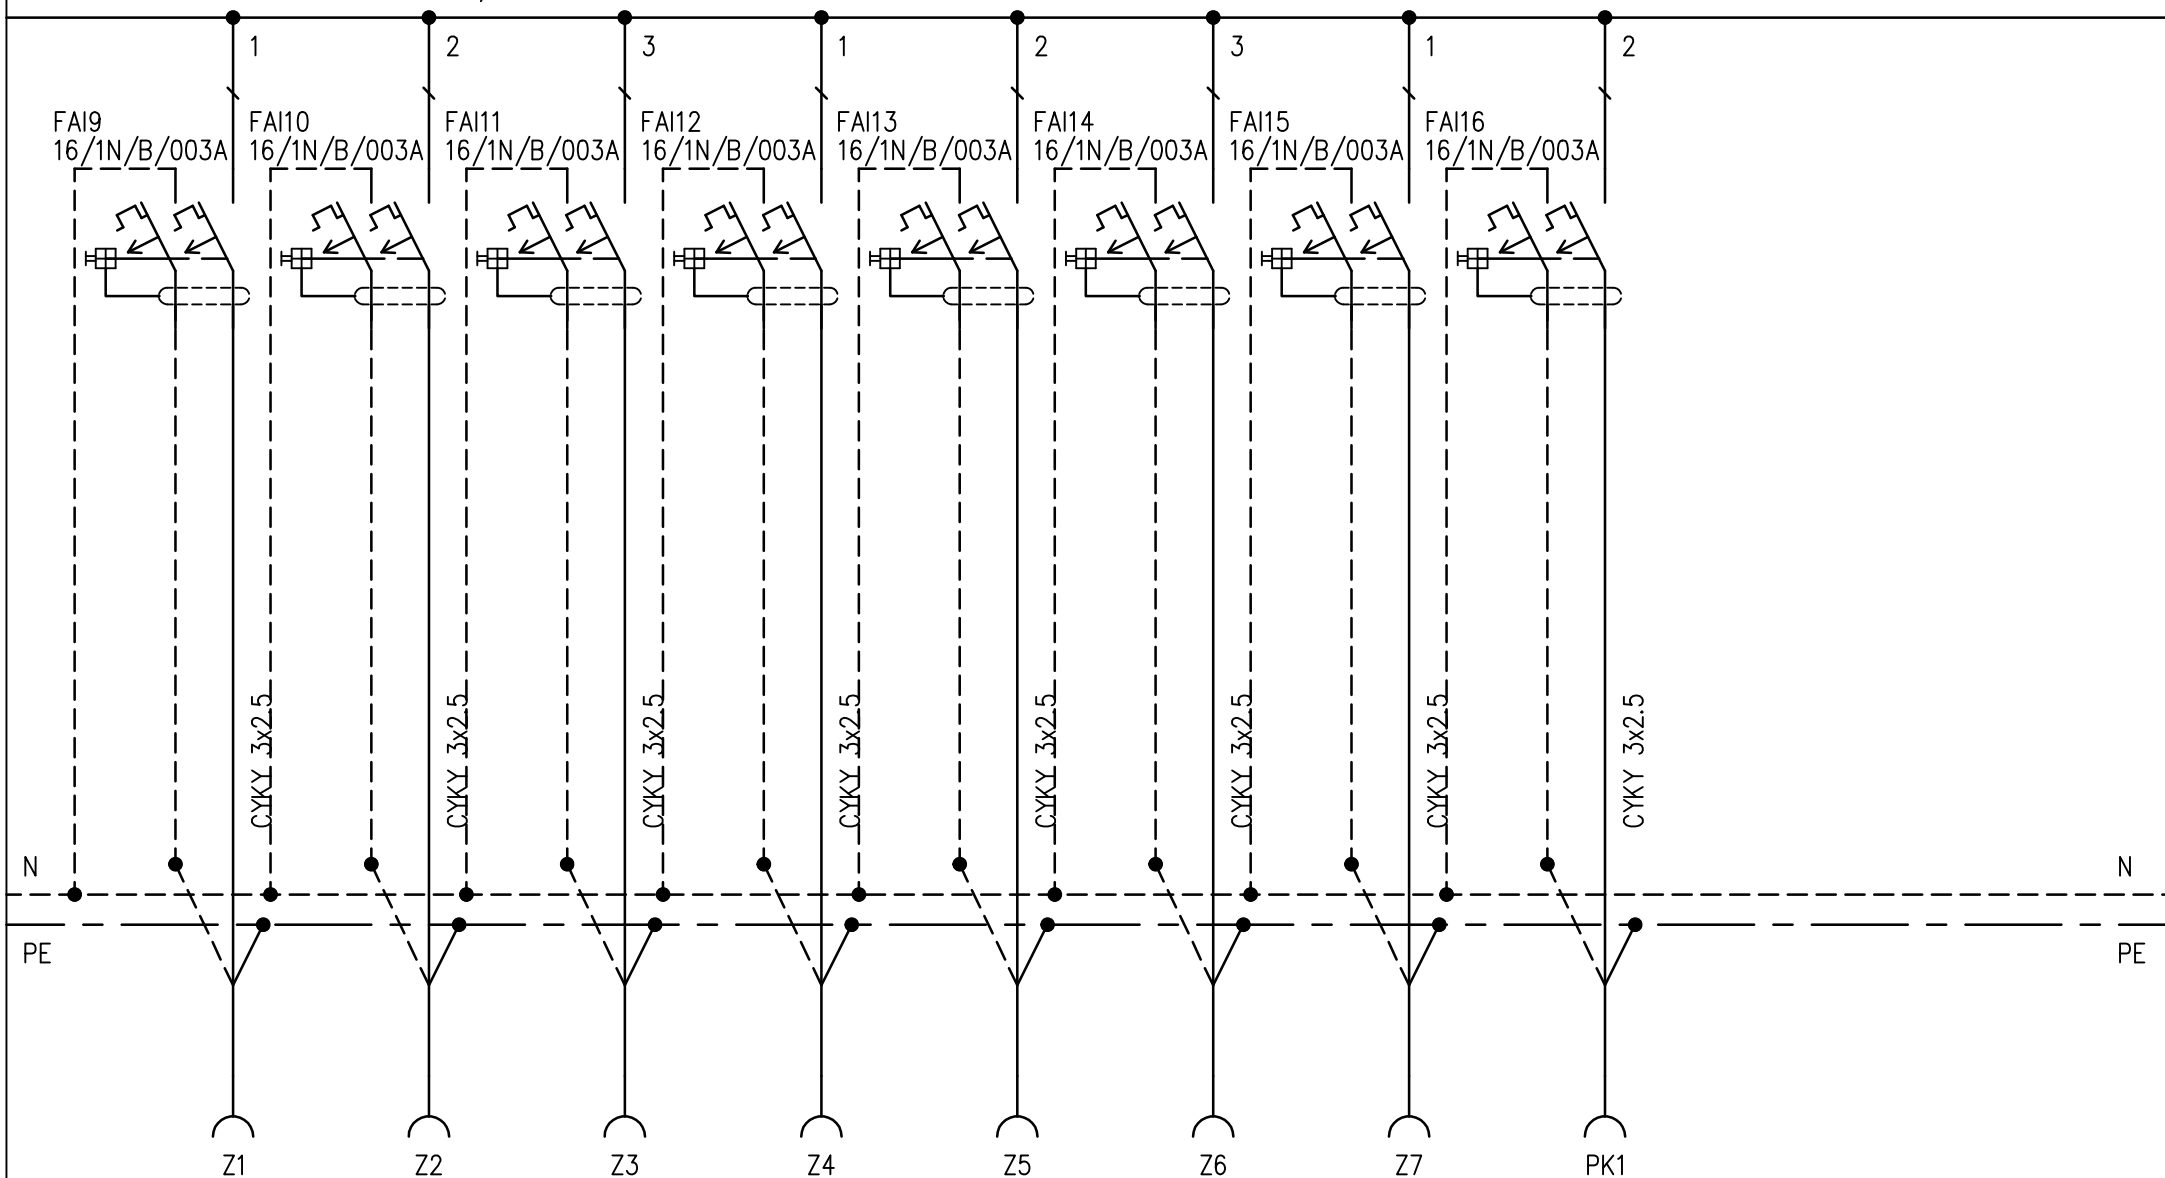 1 2 3 1 2 3 1 2
FAI9 FAI10 FAI11 FAI12 FAI13 FAI14 FAI15 FAI16
16/1N/B/003A 16/1N/B/003A 16/1N/B/003A 16/1N/B/003A 16/1N/B/003A 16/1N/B/003A 16/1N/B/003A 16/1N/B/003A
CYKY 3x2.5
CYKY 3x2.5
CYKY 3x2.5
CYKY 3x2.5
CYKY 3x2.5
CYKY 3x2.5
CYKY 3x2.5
CYKY 3x2.5
N N
PE PE
Z1 Z2 Z3 Z4 Z5 Z6 Z7 PK1